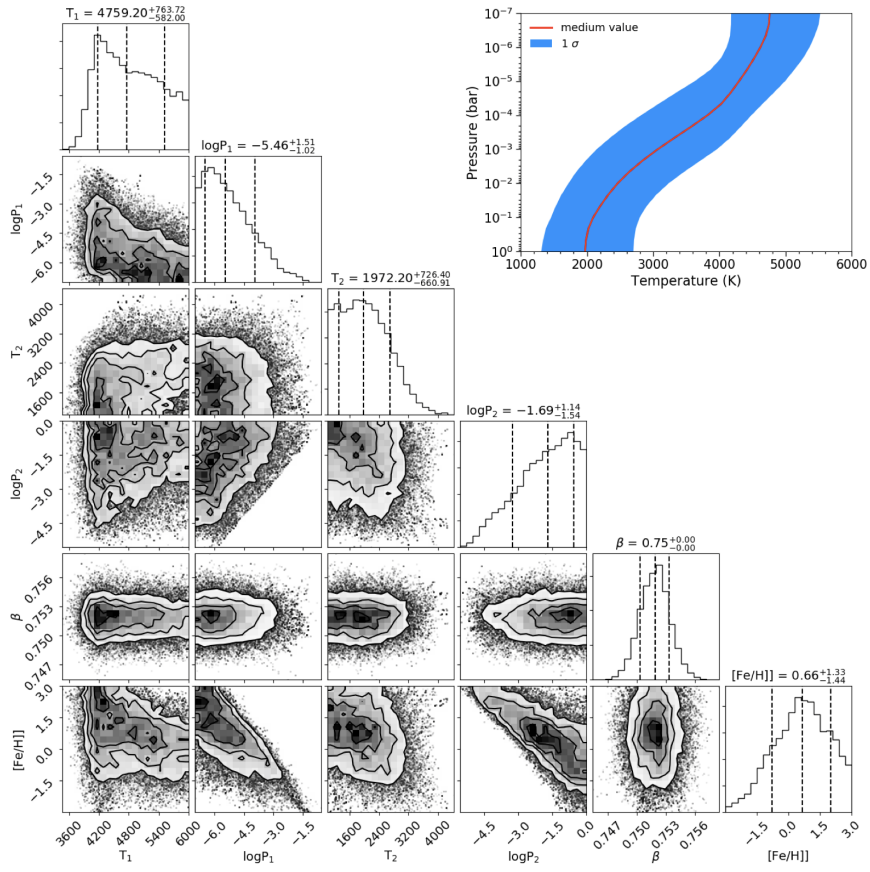 T₁ = 4759.20 +763.72 −582.00
10⁻⁷
10⁻⁶
10⁻⁵
10⁻⁴
10⁻³
10⁻²
10⁻¹
10⁰
Pressure (bar)
medium value
1 σ
1000 2000 3000 4000 5000 6000
Temperature (K)
logP₁ = −5.46 +1.51 −1.02
−1.5
−3.0
−4.5
−6.0
logP₁
T₂ = 1972.20 +726.40 −660.91
4000
3200
2400
1600
T₂
logP₂ = −1.69 +1.14 −1.54
0.0
−1.5
−3.0
−4.5
logP₂
β = 0.75 +0.00 −0.00
0.756
0.753
0.750
0.747
β
[Fe/H]] = 0.66 +1.33 −1.44
3.0
1.5
0.0
−1.5
[Fe/H]]
3600 4200 4800 5400 6000 −6.0 −4.5 −3.0 −1.5 1600 2400 3200 4000 −4.5 −3.0 −1.5 0.0 0.747 0.750 0.753 0.756 −1.5 0.0 1.5 3.0
T₁ logP₁ T₂ logP₂ β [Fe/H]]